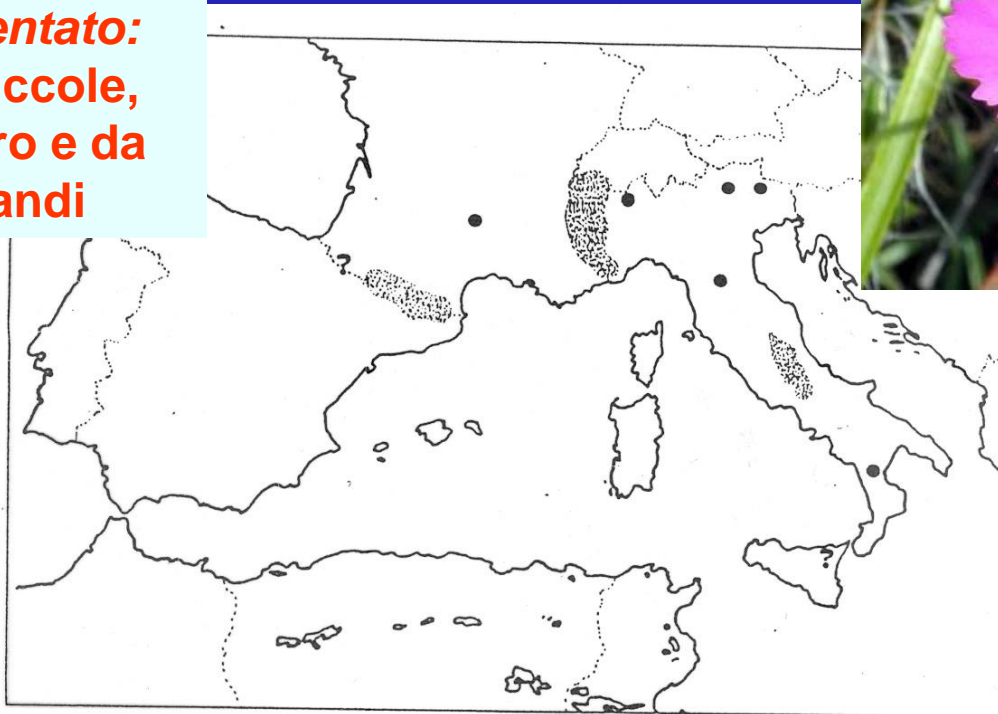 entato:
ccole,
ro e da
andi
?
?